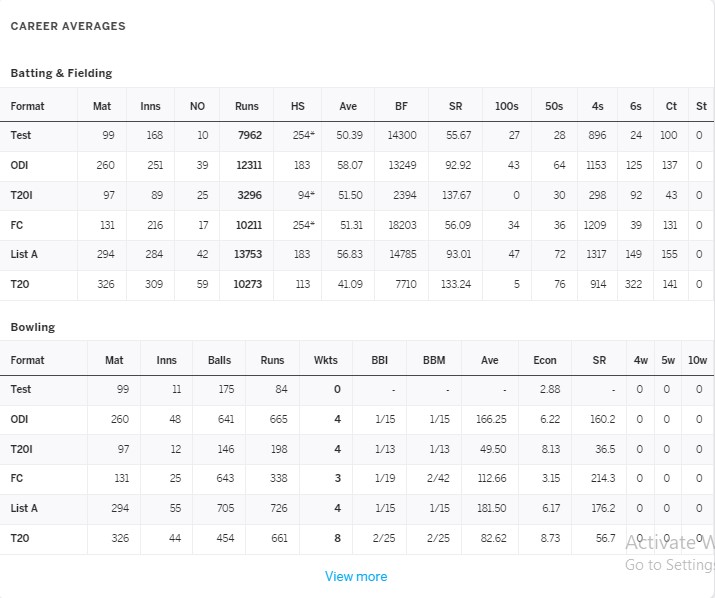 CAREER AVERAGES
Batting & Fielding
Format Mat Inns NO Runs HS Ave BF SR 100s 50s 4s 6s Ct St
Test 99 168 10 7962 254* 50.39 14300 55.67 27 28 896 24 100 0
ODI 260 251 39 12311 183 58.07 13249 92.92 43 64 1153 125 137 0
T20I 97 89 25 3296 94* 51.50 2394 137.67 0 30 298 92 43 0
FC 131 216 17 10211 254* 51.31 18203 56.09 34 36 1209 39 131 0
List A 294 284 42 13753 183 56.83 14785 93.01 47 72 1317 149 155 0
T20 326 309 59 10273 113 41.09 7710 133.24 5 76 914 322 141 0
Bowling
Format Mat Inns Balls Runs Wkts BBI BBM Ave Econ SR 4w 5w 10w
Test 99 11 175 84 0 - - - 2.88 - 0 0 0
ODI 260 48 641 665 4 1/15 1/15 166.25 6.22 160.2 0 0 0
T20I 97 12 146 198 4 1/13 1/13 49.50 8.13 36.5 0 0 0
FC 131 25 643 338 3 1/19 2/42 112.66 3.15 214.3 0 0 0
List A 294 55 705 726 4 1/15 1/15 181.50 6.17 176.2 0 0 0
T20 326 44 454 661 8 2/25 2/25 82.62 8.73 56.7 0 0 0
Activate W
Go to Settings
View more